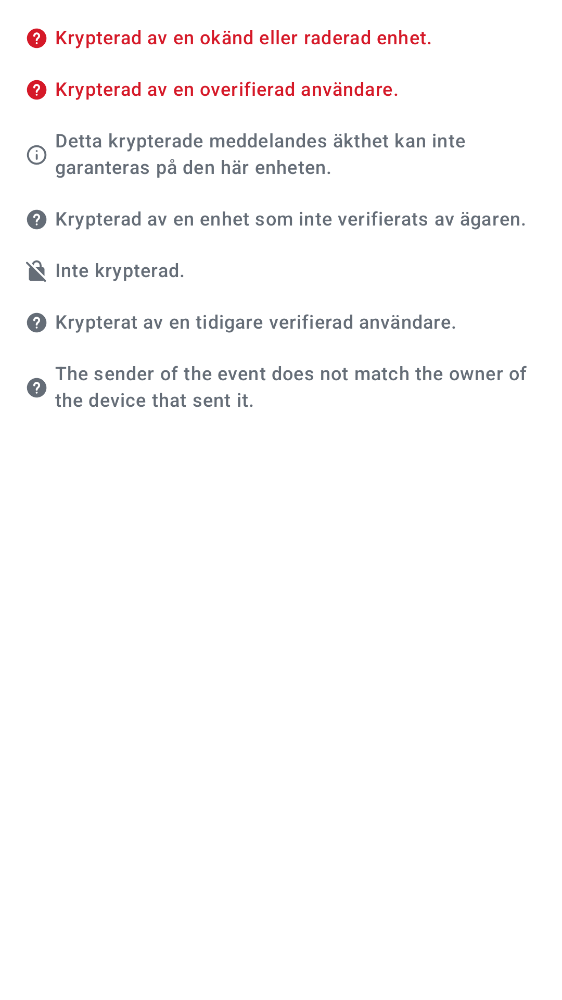 Krypterad av en okänd eller raderad enhet.
Krypterad av en overifierad användare.
Detta krypterade meddelandes äkthet kan inte
garanteras på den här enheten.
Krypterad av en enhet som inte verifierats av ägaren.
Inte krypterad.
Krypterat av en tidigare verifierad användare.
The sender of the event does not match the owner of
the device that sent it.